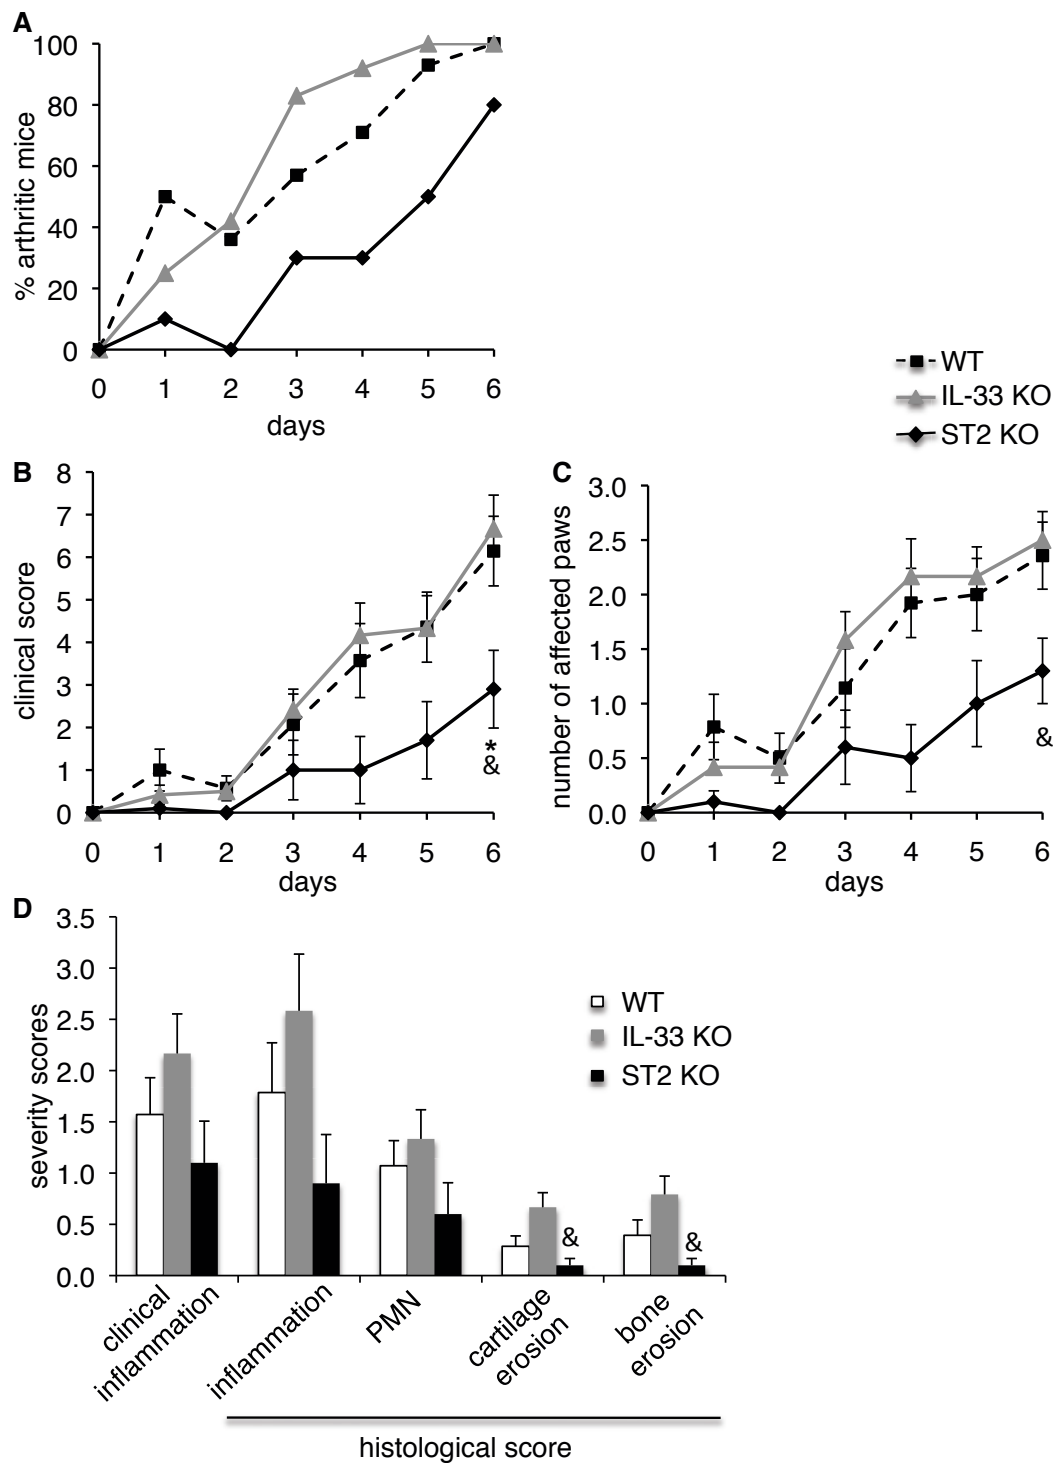 A
100
80
60
40
20
0
% arthritic mice
0 1 2 3 4 5 6
days
WT
IL-33 KO
ST2 KO
B
8
7
6
5
4
3
2
1
0
clinical score
*
&
0 1 2 3 4 5 6
days
C
3.0
2.5
2.0
1.5
1.0
0.5
0.0
number of affected paws
&
0 1 2 3 4 5 6
days
D
3.5
3.0
2.5
2.0
1.5
1.0
0.5
0.0
severity scores
WT
IL-33 KO
ST2 KO
& &
clinical
inflammation
inflammation
PMN
cartilage
erosion
bone
erosion
histological score